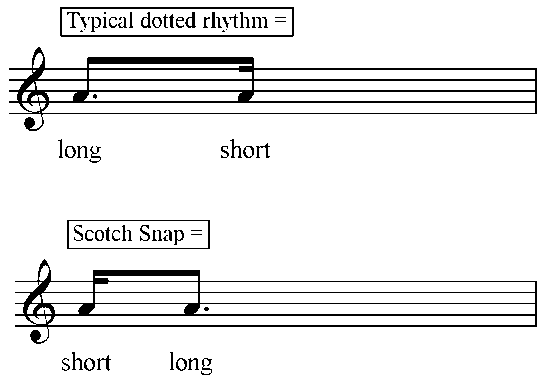 Typical dotted rhythm =
long short
Scotch Snap =
short long